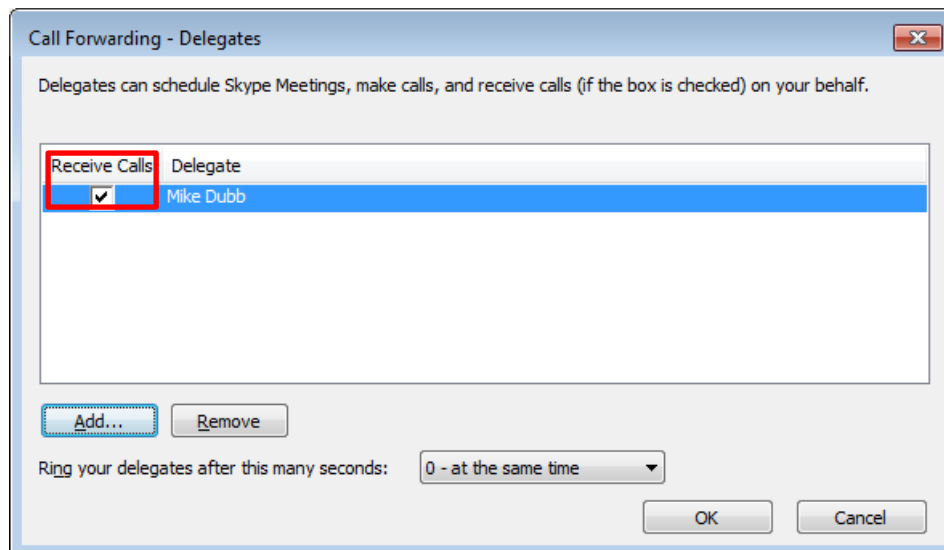 Call Forwarding - Delegates
Delegates can schedule Skype Meetings, make calls, and receive calls (if the box is checked) on your behalf.
Receive Calls Delegate
Mike Dubb
Add... Remove
Ring your delegates after this many seconds: 0 - at the same time
OK Cancel